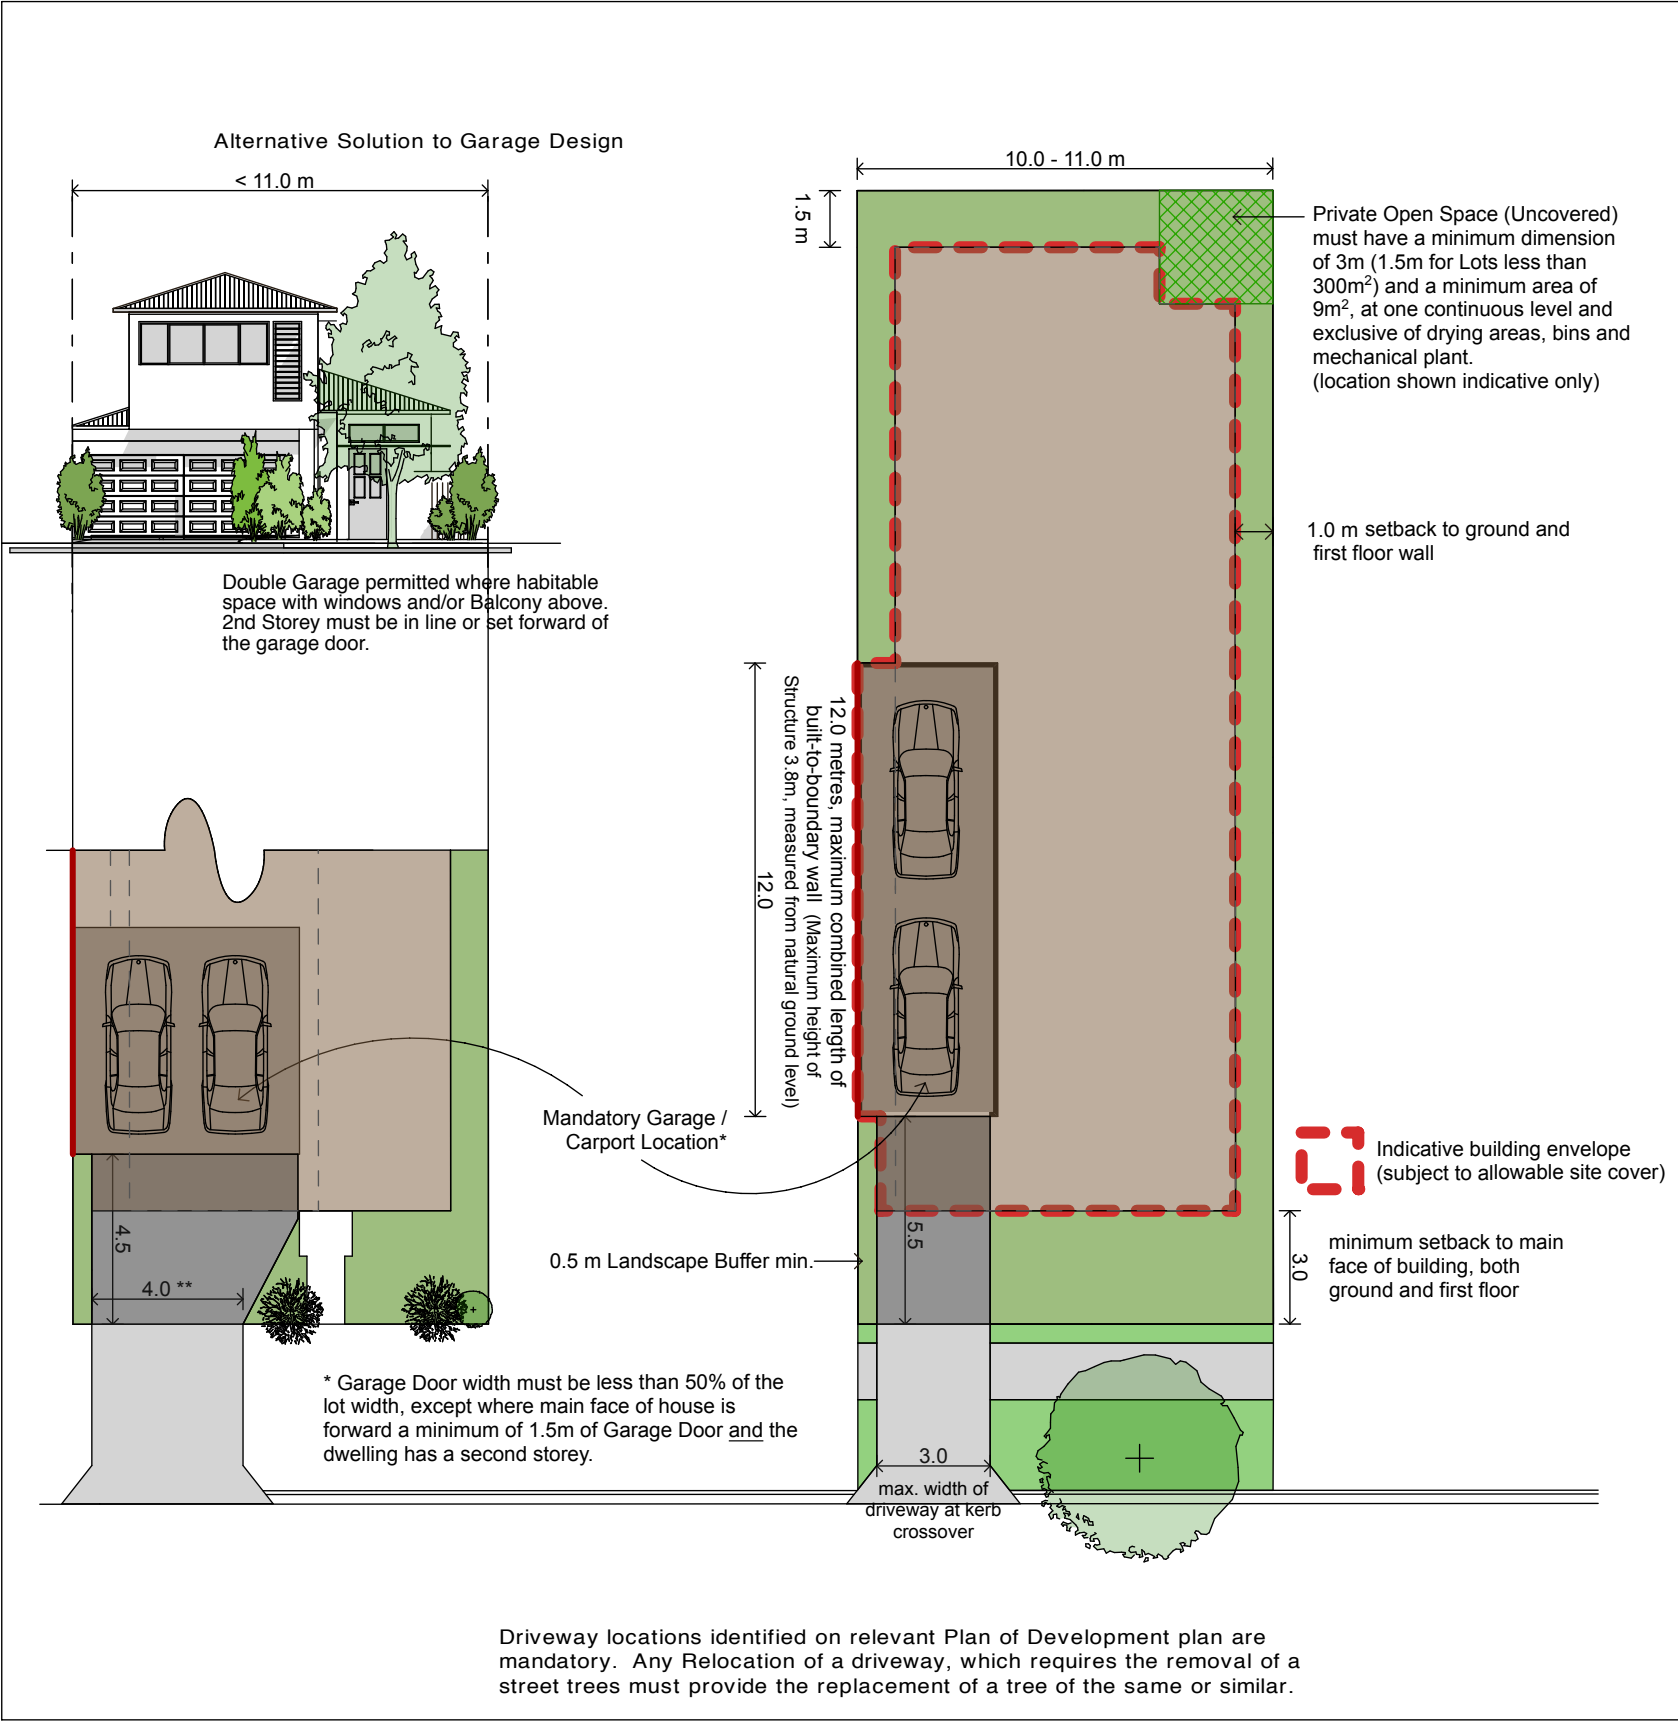 Alternative Solution to Garage Design
< 11.0 m
10.0 - 11.0 m
1.5 m
Private Open Space (Uncovered)
must have a minimum dimension
of 3m (1.5m for Lots less than
300m²) and a minimum area of
9m², at one continuous level and
exclusive of drying areas, bins and
mechanical plant.
(location shown indicative only)
1.0 m setback to ground and
first floor wall
Double Garage permitted where habitable
space with windows and/or Balcony above.
2nd Storey must be in line or set forward of
the garage door.
12.0 metres, maximum combined length of
built-to-boundary wall (Maximum height of
Structure 3.8m, measured from natural ground level)
12.0
Mandatory Garage /
Carport Location*
Indicative building envelope
(subject to allowable site cover)
4.5
4.0 **
0.5 m Landscape Buffer min.
5.5
3.0
minimum setback to main
face of building, both
ground and first floor
* Garage Door width must be less than 50% of the
lot width, except where main face of house is
forward a minimum of 1.5m of Garage Door and the
dwelling has a second storey.
3.0
max. width of
driveway at kerb
crossover
Driveway locations identified on relevant Plan of Development plan are
mandatory. Any Relocation of a driveway, which requires the removal of a
street trees must provide the replacement of a tree of the same or similar.